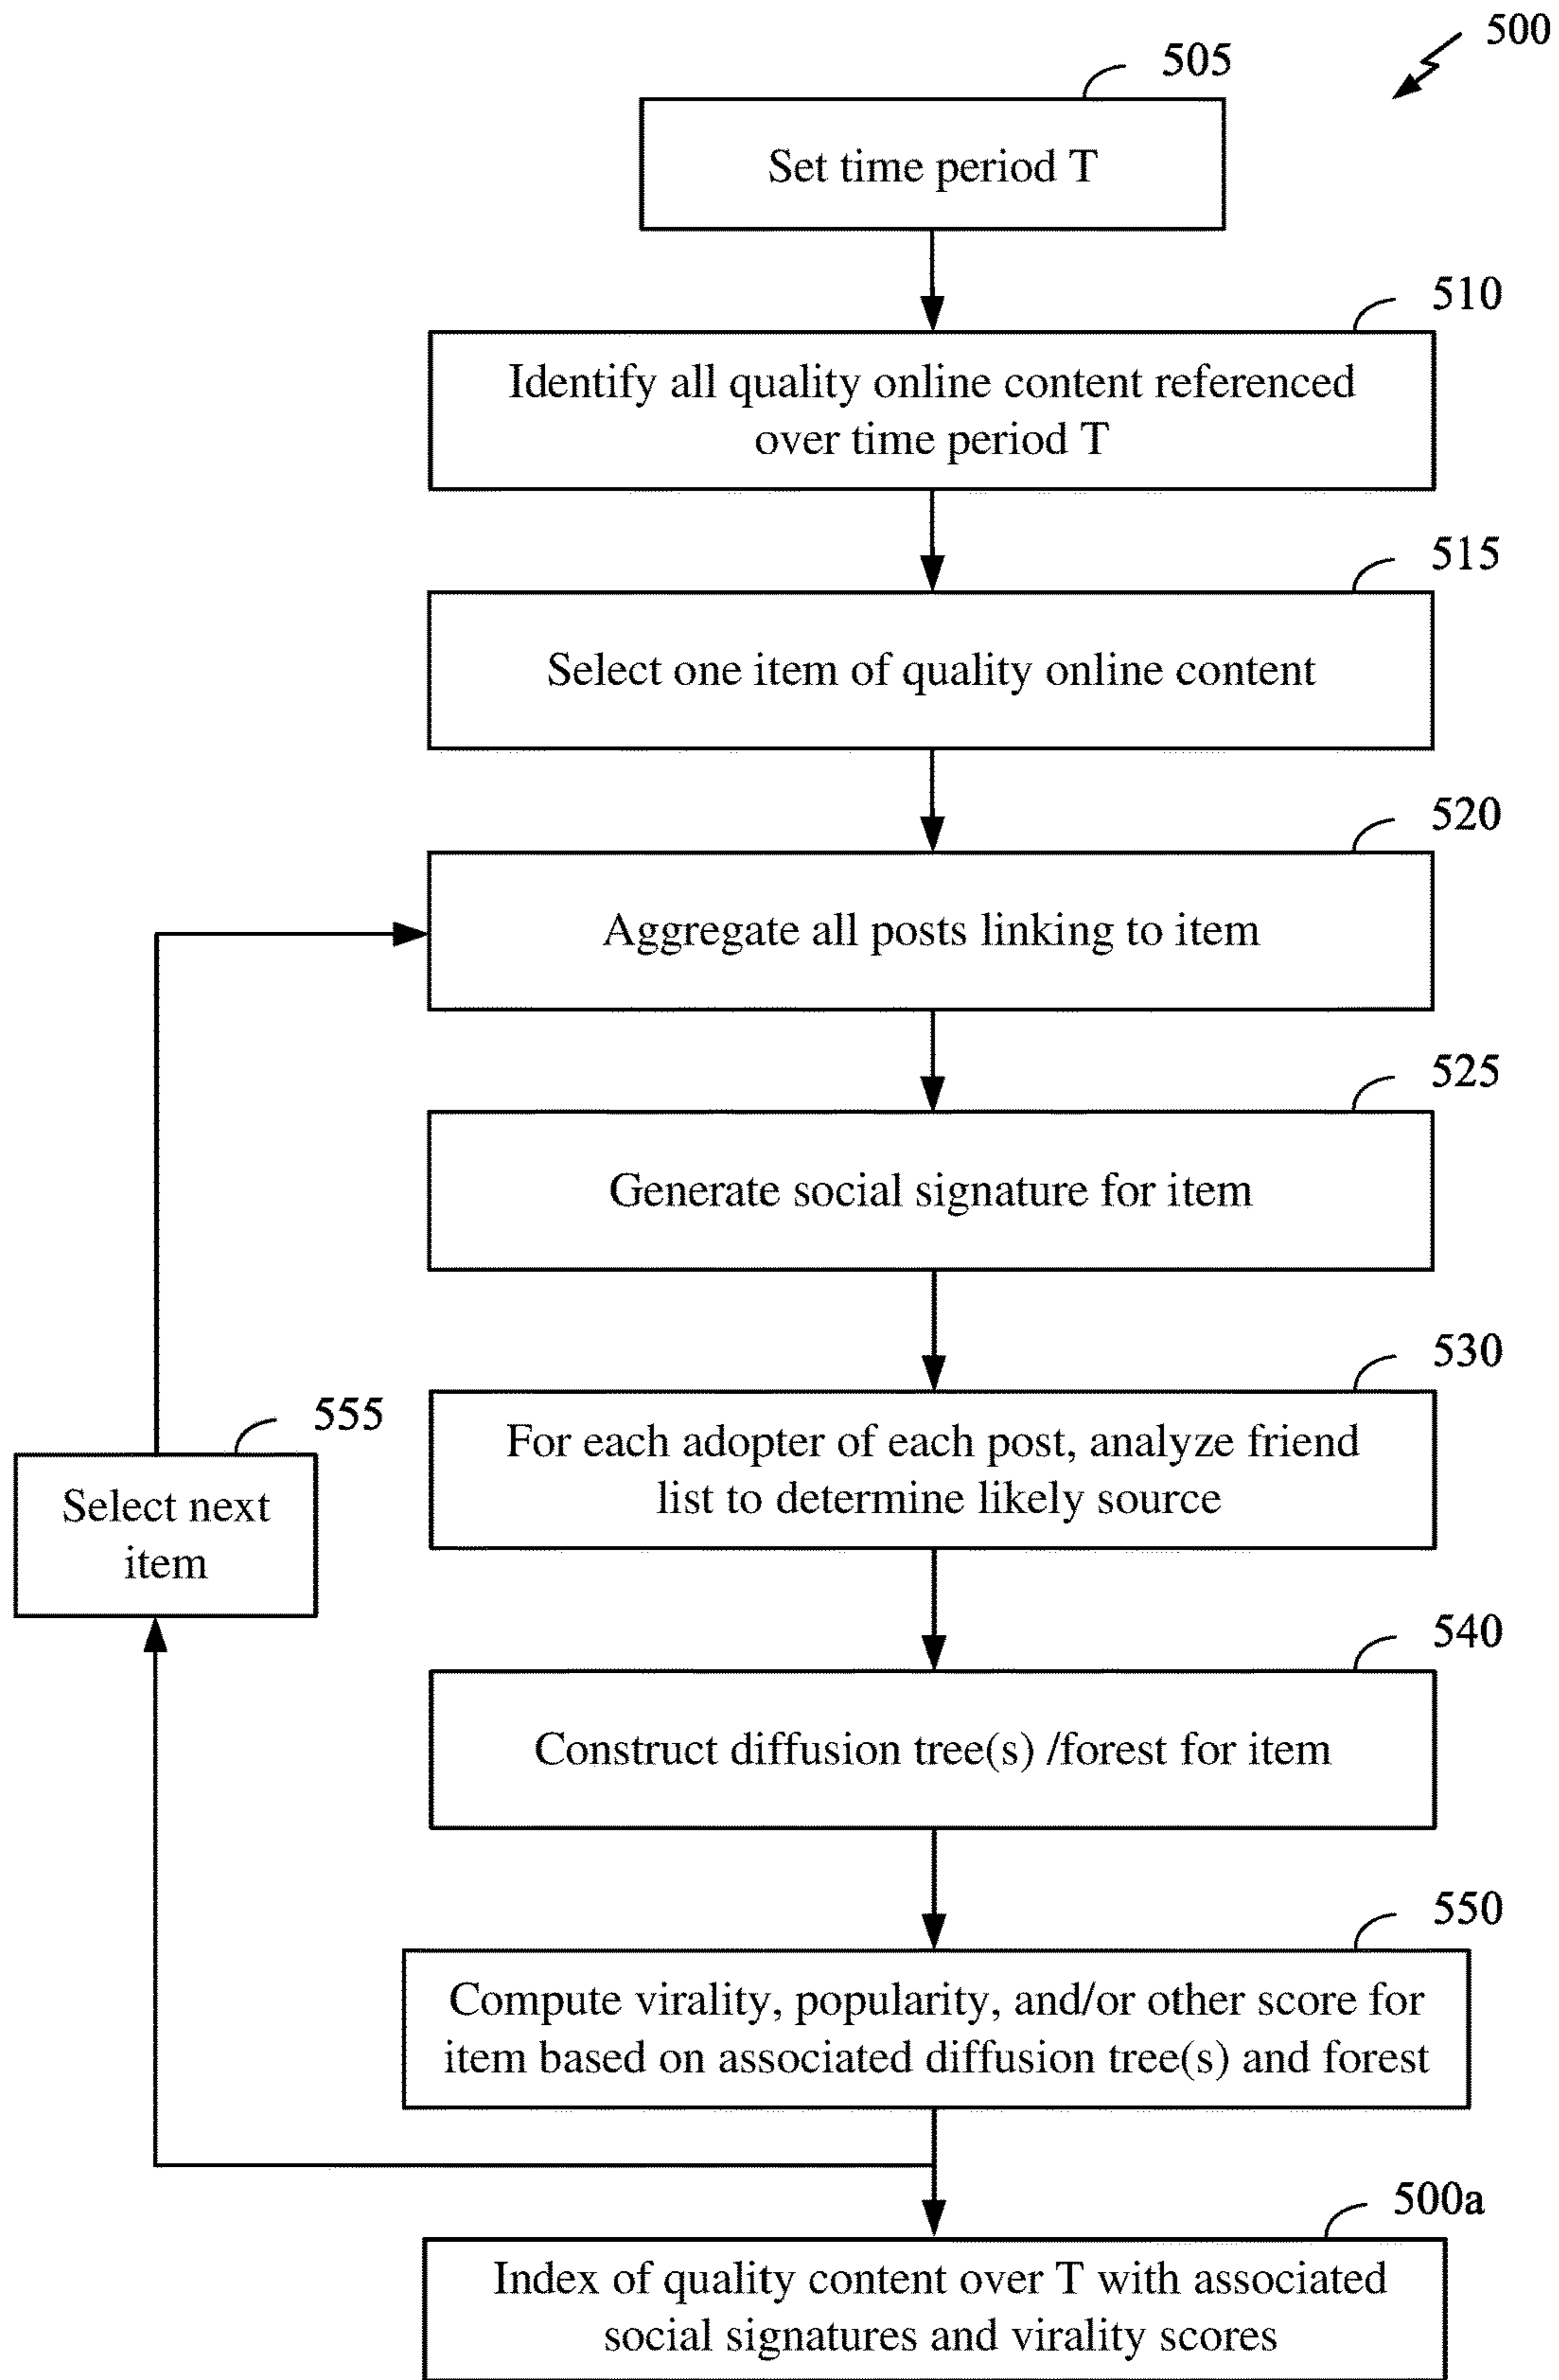 500
505
Set time period T
510
Identify all quality online content referenced
over time period T
515
Select one item of quality online content
520
Aggregate all posts linking to item
525
Generate social signature for item
530
For each adopter of each post, analyze friend
list to determine likely source
555
Select next
item
540
Construct diffusion tree(s) /forest for item
550
Compute virality, popularity, and/or other score for
item based on associated diffusion tree(s) and forest
500a
Index of quality content over T with associated
social signatures and virality scores